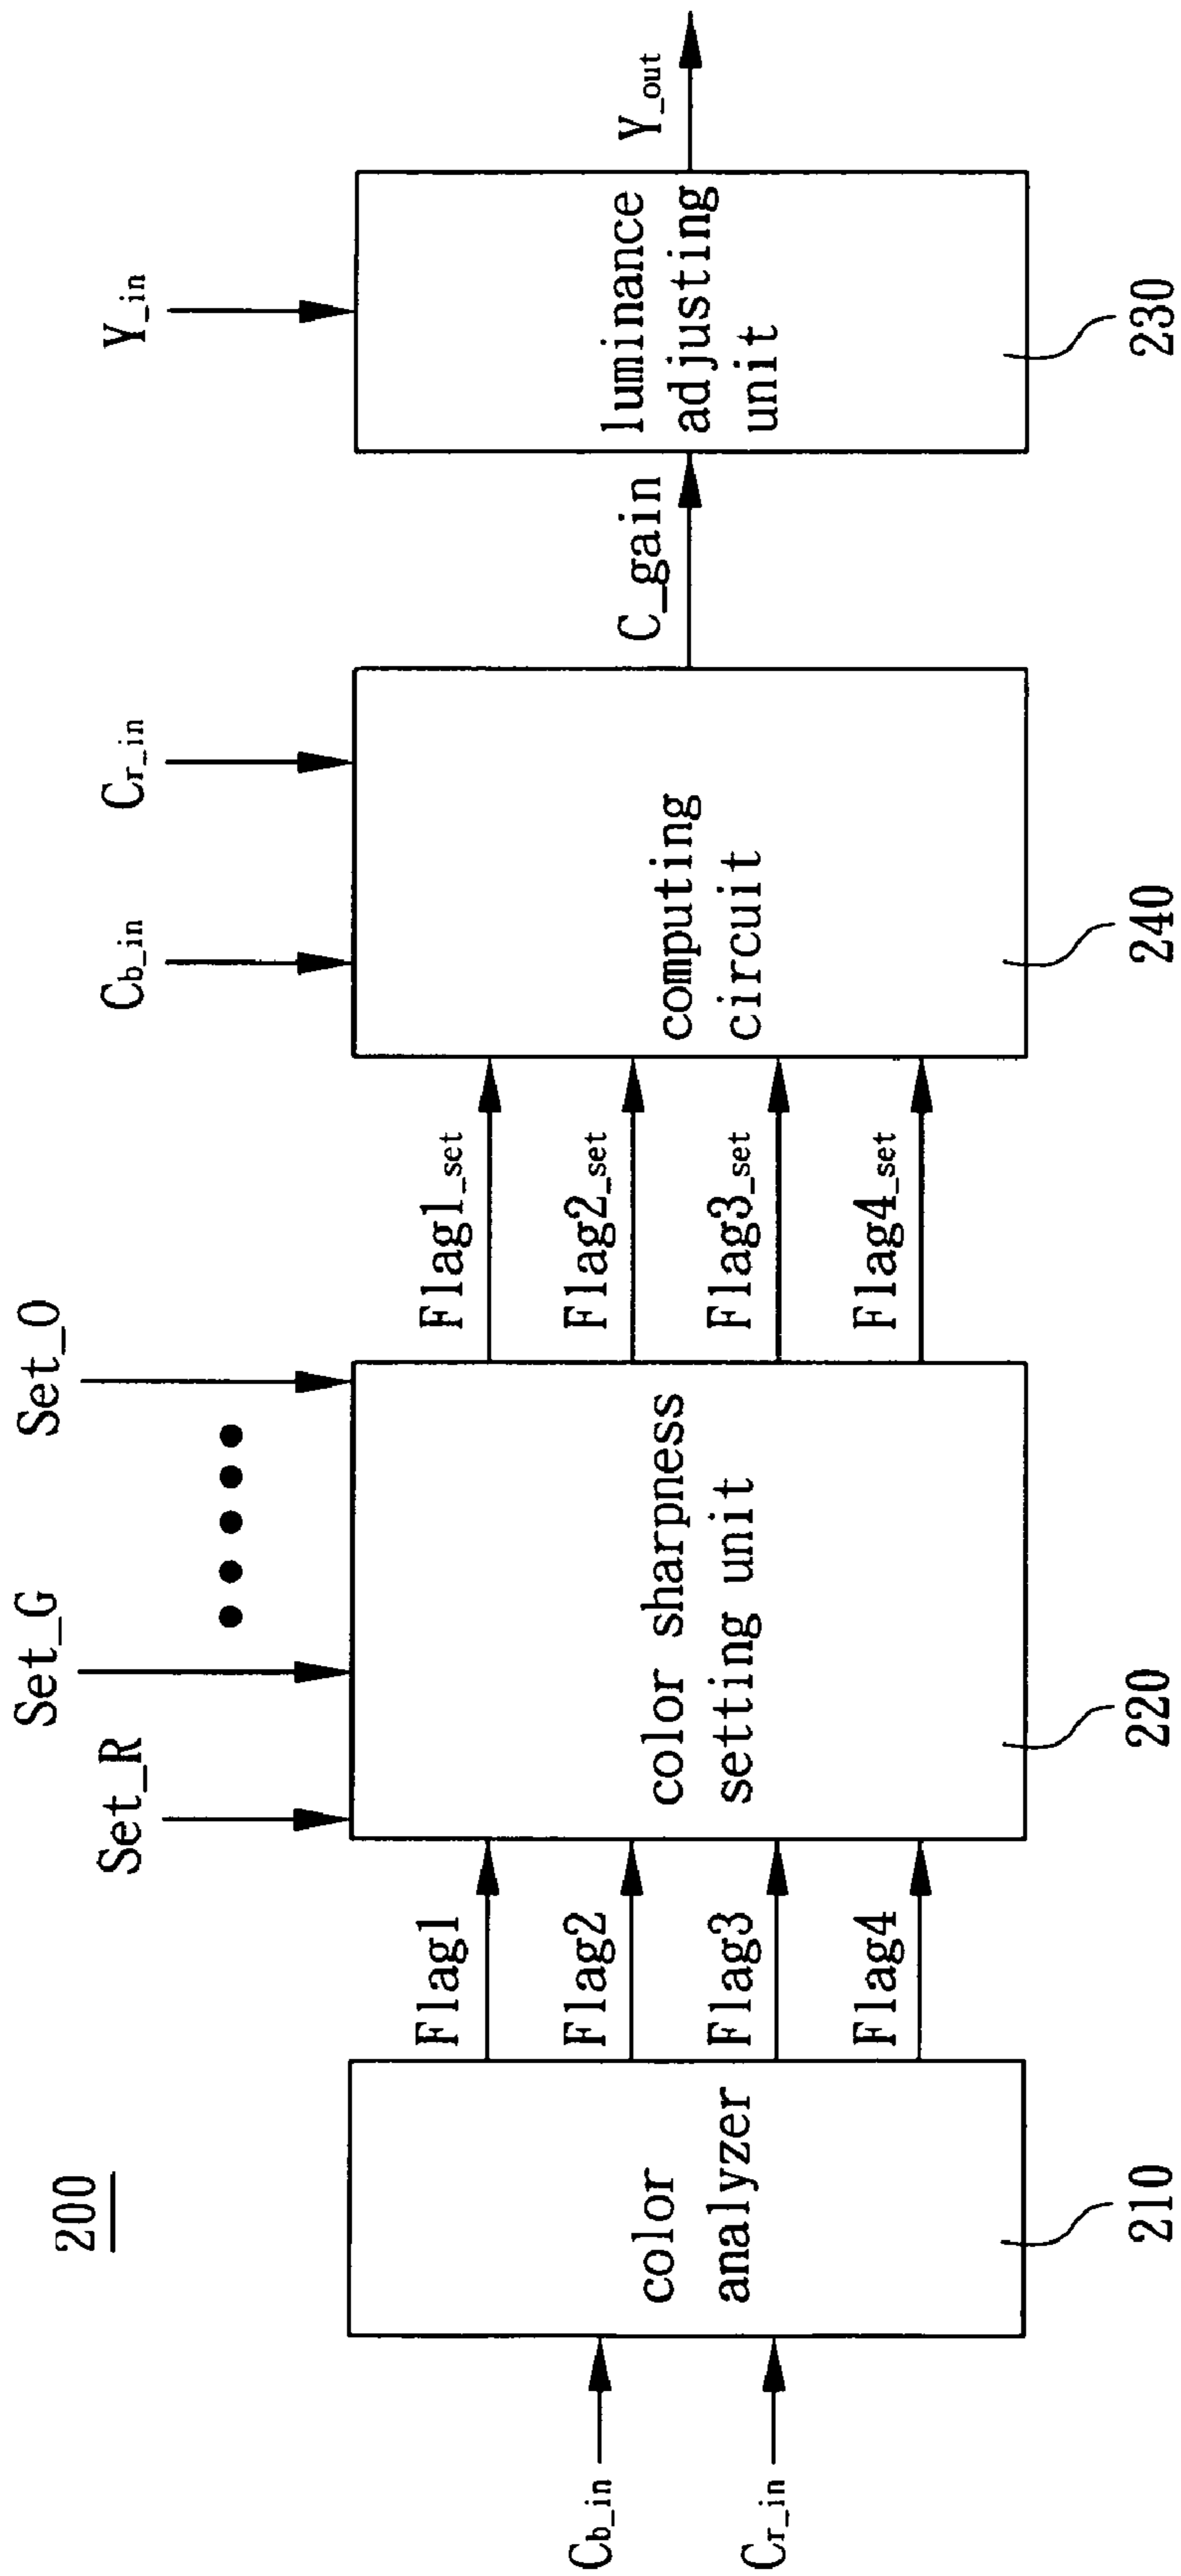 200
Set_R
Set_G
Set_O
Cb_in
Cr_in
Y_in
Cb_in
Cr_in
color
analyzer
Flag1
Flag2
Flag3
Flag4
color sharpness
setting unit
Flag1_set
Flag2_set
Flag3_set
Flag4_set
computing
circuit
C_gain
luminance
adjusting
unit
Y_out
210
220
240
230